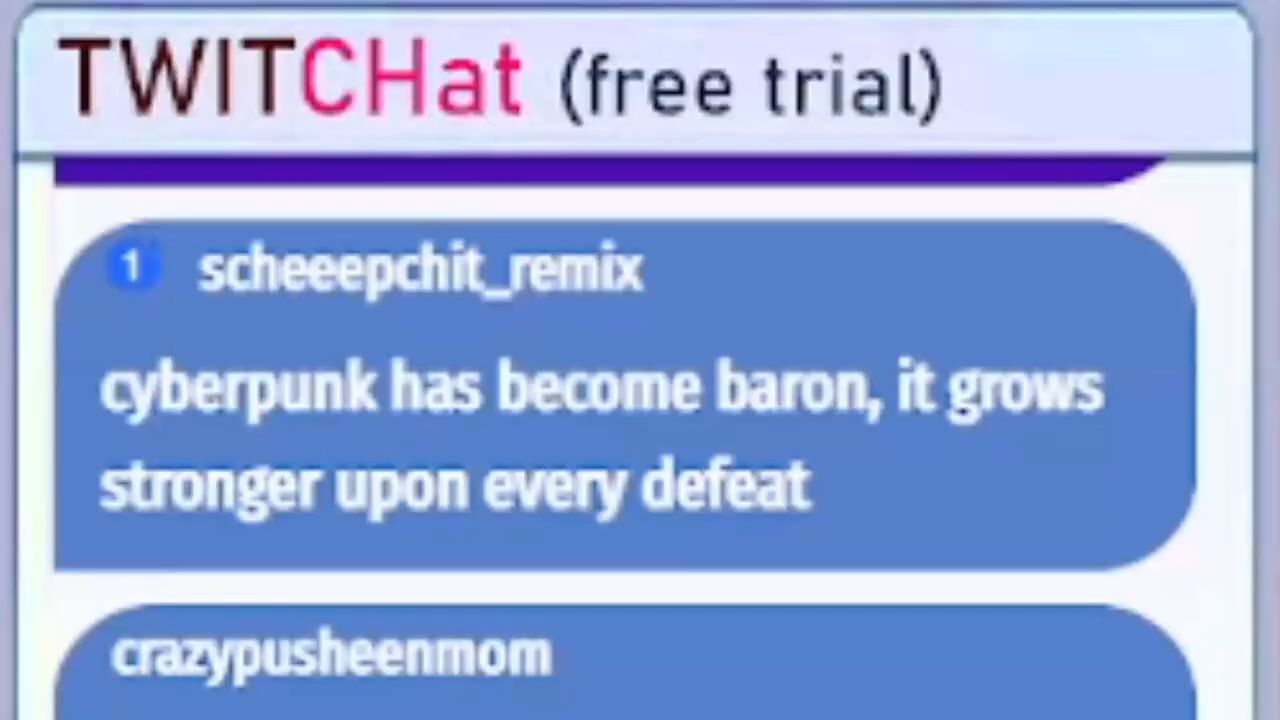 TWITCHat (free trial)
1 scheeepchit_remix
cyberpunk has become baron, it grows
stronger upon every defeat
crazypusheenmom